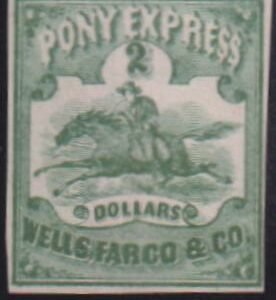 PONY EXPRESS
2
DOLLARS
WELLS, FARGO & CO.